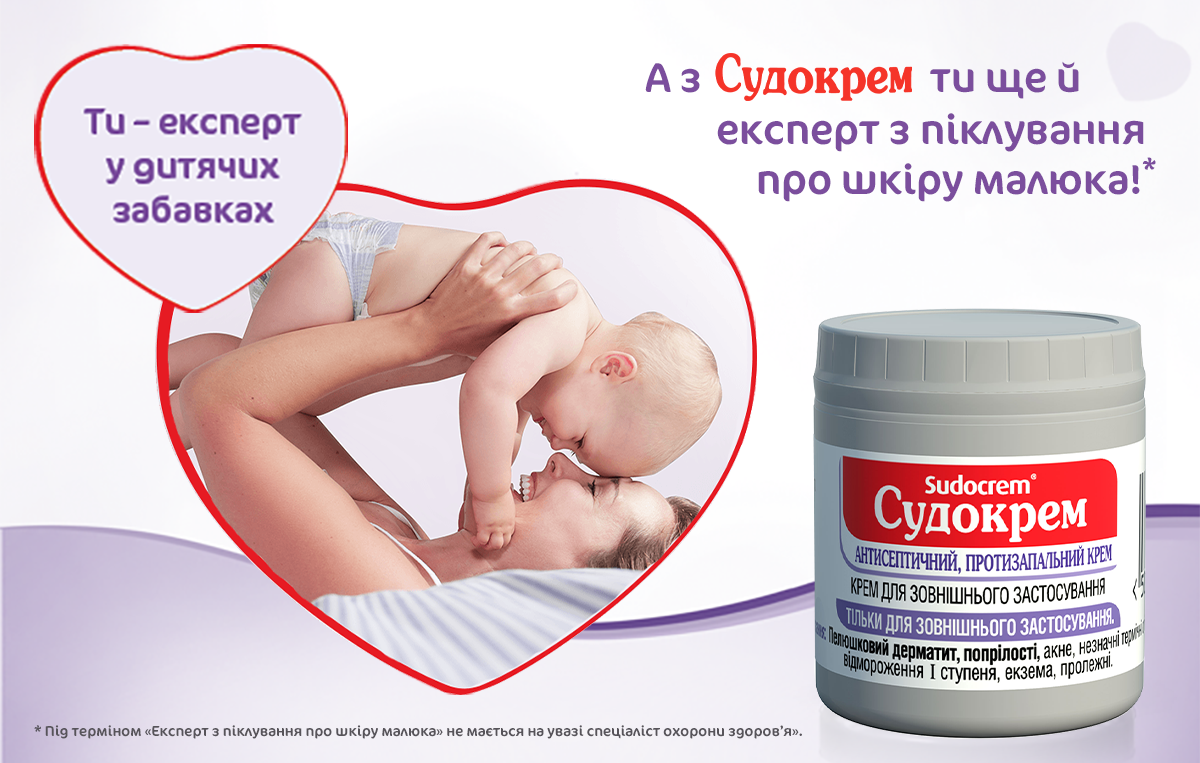 Ти – експерт
у дитячих
забавках
А з Судокрем ти ще й
експерт з піклування
про шкіру малюка!*
Sudocrem®
Судокрем
АНТИСЕПТИЧНИЙ, ПРОТИЗАПАЛЬНИЙ КРЕМ
КРЕМ ДЛЯ ЗОВНІШНЬОГО ЗАСТОСУВАННЯ
ТІЛЬКИ ДЛЯ ЗОВНІШНЬОГО ЗАСТОСУВАННЯ.
Пелюшковий дерматит, попрілості, акне, незначні
відмороження І ступеня, екзема, пролежні.
* Під терміном «Експерт з піклування про шкіру малюка» не мається на увазі спеціаліст охорони здоров'я».